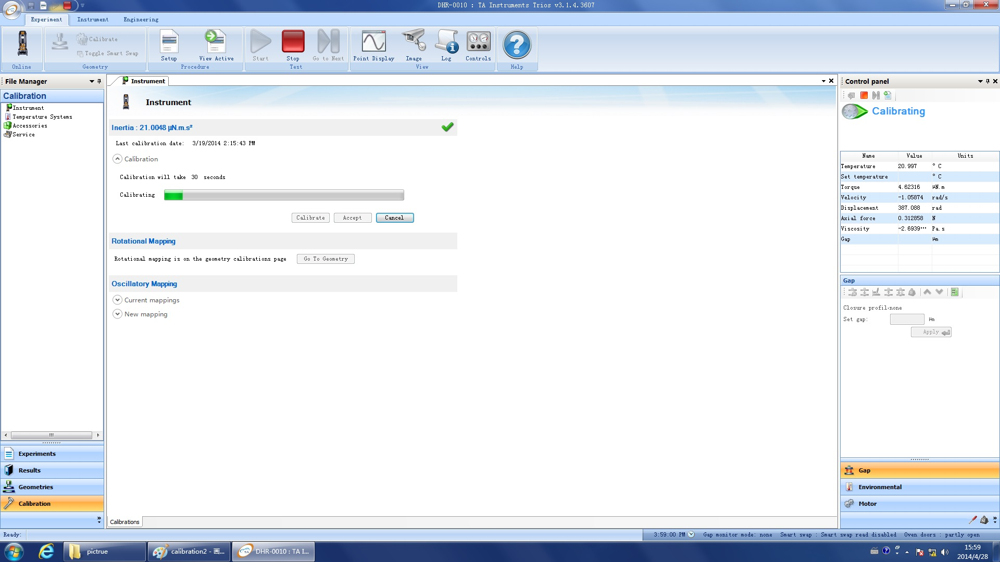 DHR-0010 : TA Instruments Trios v3.1.4.3607
Experiment Instrument Engineering
Calibrate
Toggle Smart Swap
Setup View Active Start Stop Go to Next Point Display Image Log Controls
Online Geometry Procedure Test View Help
File Manager
Calibration
Instrument
Temperature Systems
Accessories
Service
Experiments
Results
Geometries
Calibration
Instrument
Instrument
Inertia : 21.0048 µN.m.s²
Last calibration date: 3/19/2014 2:15:43 PM
Calibration
Calibration will take 30 seconds
Calibrating
Calibrate Accept Cancel
Rotational Mapping
Rotational mapping is on the geometry calibrations page Go To Geometry
Oscillatory Mapping
Current mappings
New mapping
Calibrations
Control panel
Calibrating
Name Value Units
Temperature 20.997 ° C
Set temperature ° C
Torque 4.62316 µN.m
Velocity -1.05874 rad/s
Displacement 387.088 rad
Axial force 0.312858 N
Viscosity -2.6939··· Pa.s
Gap µm
Gap
Closure profil none
Set gap: µm
Apply
Gap
Environmental
Motor
Ready: 3:59:00 PM Gap monitor mode: none Smart swap : Smart swap read disabled Oven doors : partly open
pictrue calibration2 - 画... DHR-0010 : TA I...
15:59
2014/4/28